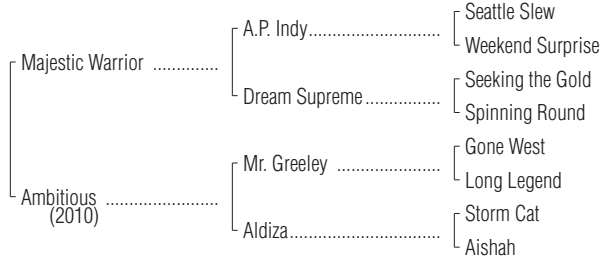 Majestic Warrior ..............
Ambitious ........................
(2010)
A.P. Indy............................
Dream Supreme................
Mr. Greeley ......................
Aldiza................................
Seattle Slew
Weekend Surprise
Seeking the Gold
Spinning Round
Gone West
Long Legend
Storm Cat
Aishah